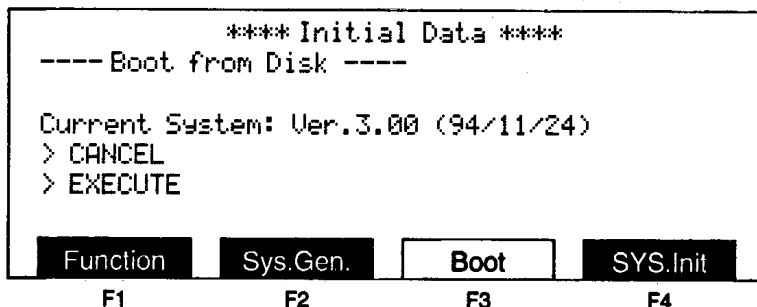 **** Initial Data ****
---- Boot from Disk ----
Current System: Ver.3.00 (94/11/24)
> CANCEL
> EXECUTE
Function Sys.Gen. Boot SYS.Init
F1 F2 F3 F4